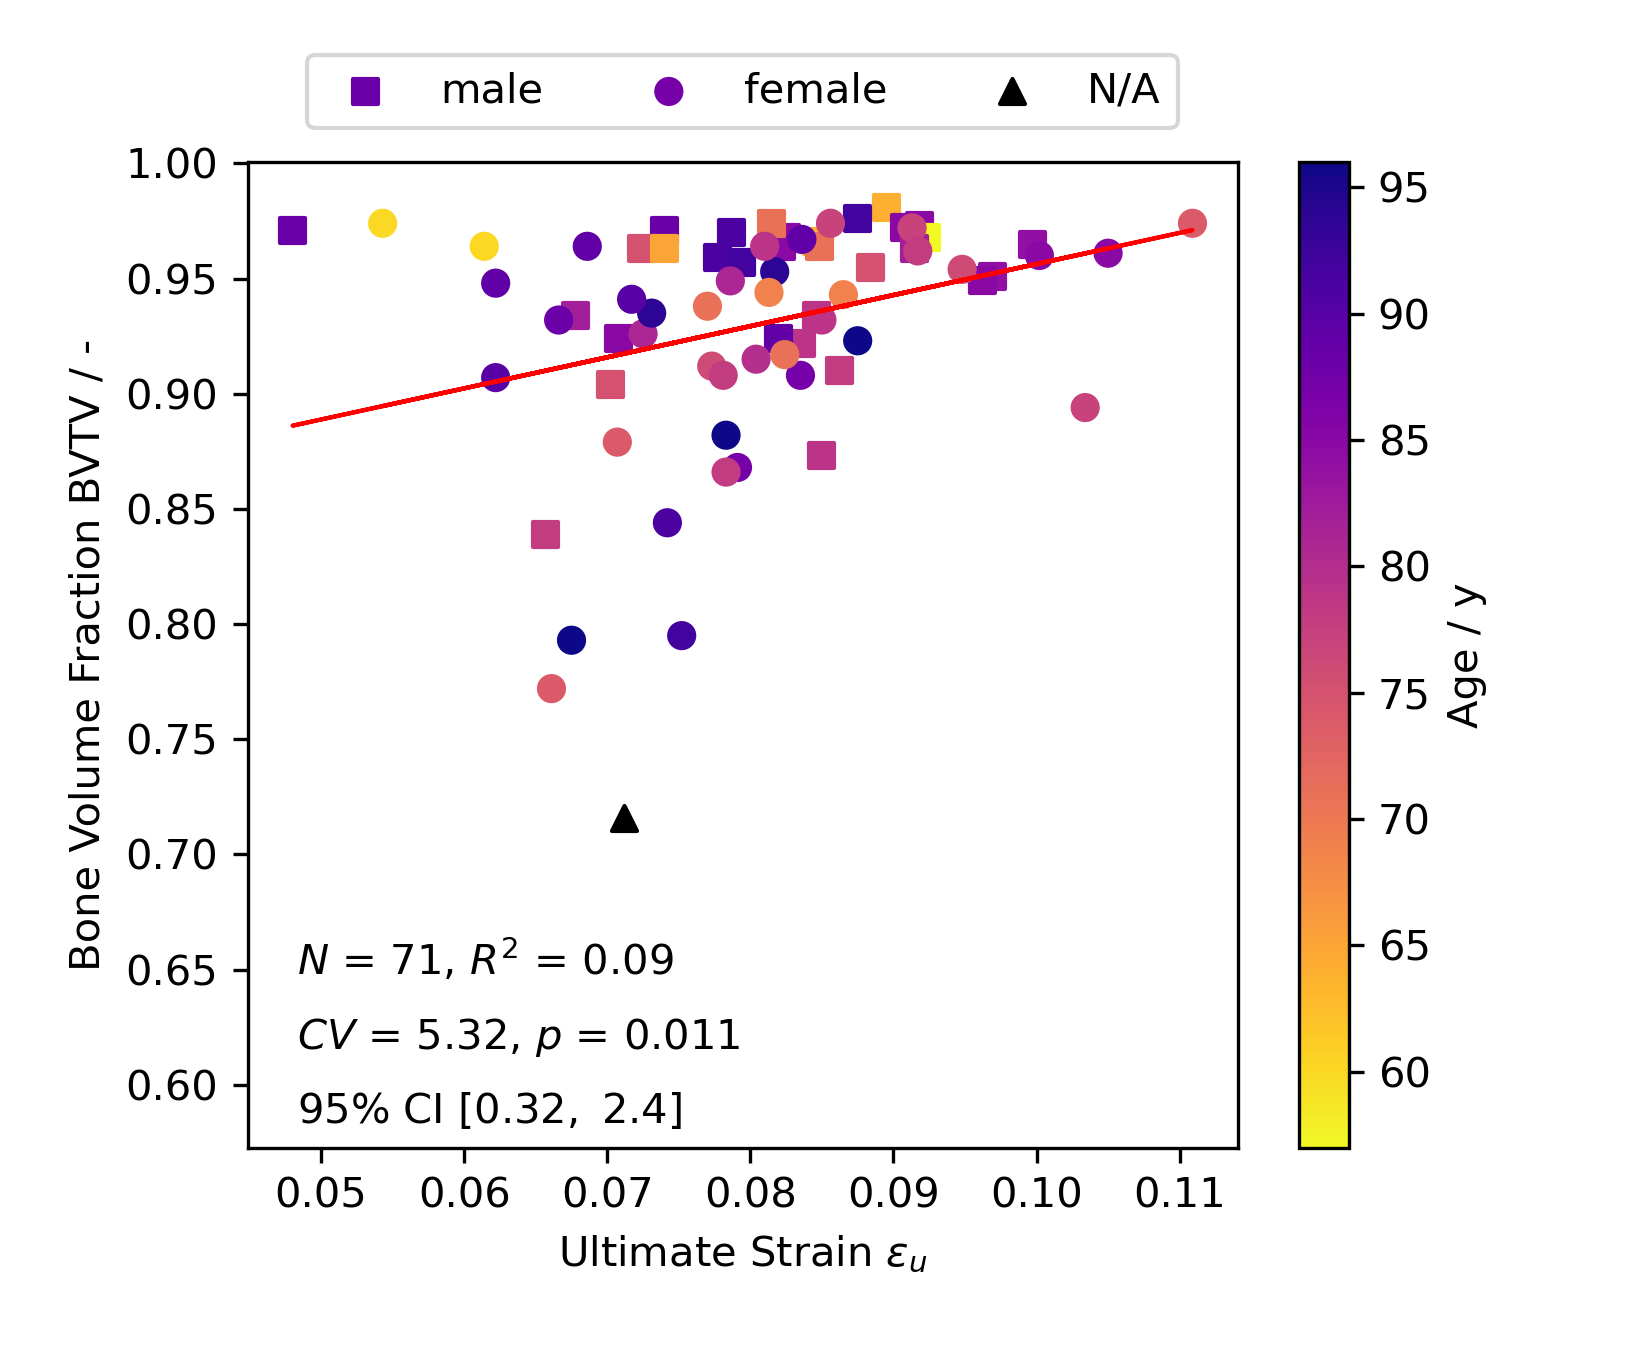 male female N/A
1.00
0.95
0.90
0.85
0.80
0.75
0.70
0.65
0.60
Bone Volume Fraction BVTV / -
N = 71, R² = 0.09
CV = 5.32, p = 0.011
95% CI [0.32, 2.4]
0.05 0.06 0.07 0.08 0.09 0.10 0.11
Ultimate Strain εᵤ
95
90
85
80
75
70
65
60
Age / y